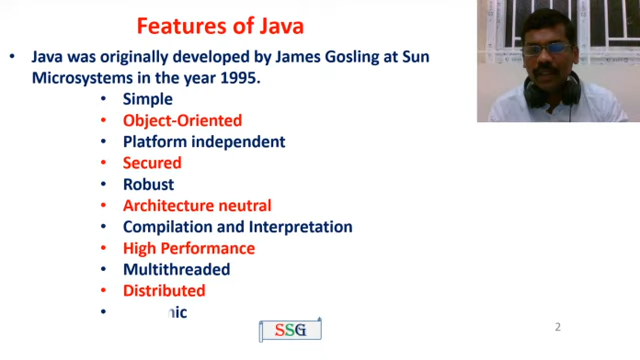 Features of Java
• Java was originally developed by James Gosling at Sun
Microsystems in the year 1995.
• Simple
• Object-Oriented
• Platform independent
• Secured
• Robust
• Architecture neutral
• Compilation and Interpretation
• High Performance
• Multithreaded
• Distributed
•
SSG
2